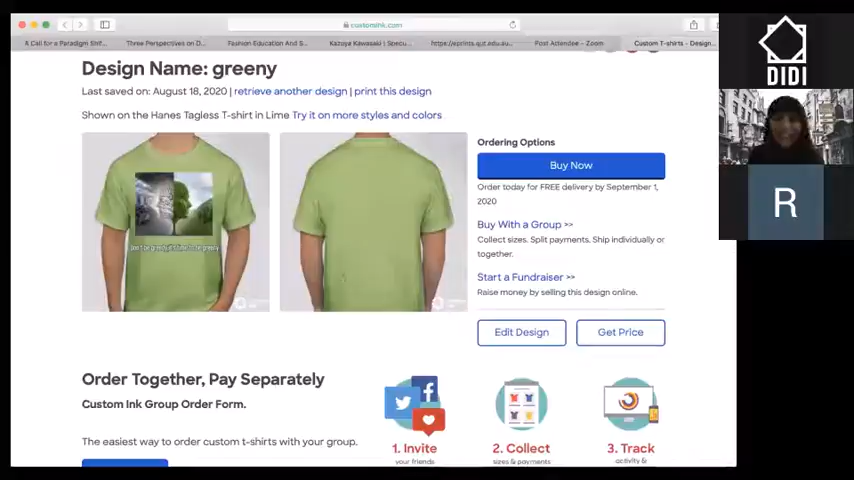 customink.com
A Call for a Paradigm Shif...
Three Perspectives on D...
Fashion Education And S...
Kazuya Kawasaki | Specu...
https://eprints.qut.edu.au...
Post Attendee – Zoom
Custom T-shirts – Design...
DIDI
R
Design Name: greeny
Last saved on: August 18, 2020 | retrieve another design | print this design
Shown on the Hanes Tagless T-shirt in Lime Try it on more styles and colors
Ordering Options
Buy Now
Order today for FREE delivery by September 1,
2020
Buy With a Group >>
Collect sizes. Split payments. Ship individually or
together.
Start a Fundraiser >>
Raise money by selling this design online.
Edit Design
Get Price
Order Together, Pay Separately
Custom Ink Group Order Form.
The easiest way to order custom t-shirts with your group.
1. Invite
your friends
2. Collect
sizes & payments
3. Track
activity &